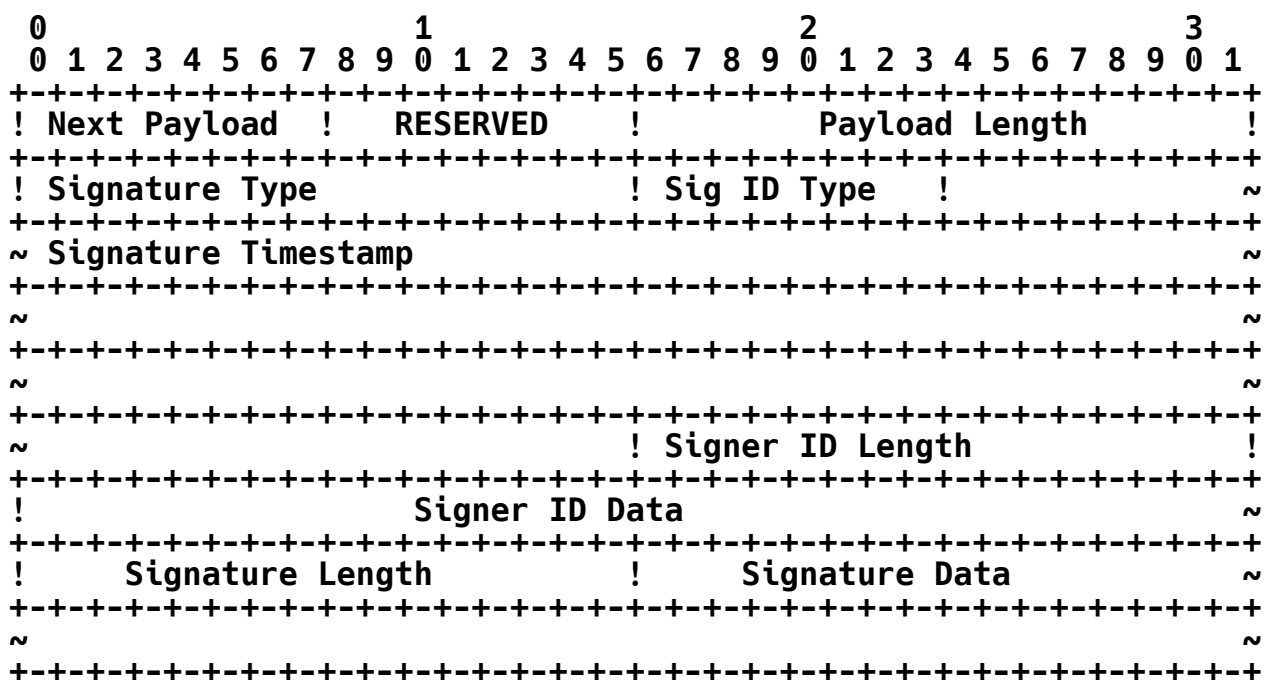 0                   1                   2                   3
 0 1 2 3 4 5 6 7 8 9 0 1 2 3 4 5 6 7 8 9 0 1 2 3 4 5 6 7 8 9 0 1
+-+-+-+-+-+-+-+-+-+-+-+-+-+-+-+-+-+-+-+-+-+-+-+-+-+-+-+-+-+-+-+-+
! Next Payload  !   RESERVED    !         Payload Length        !
+-+-+-+-+-+-+-+-+-+-+-+-+-+-+-+-+-+-+-+-+-+-+-+-+-+-+-+-+-+-+-+-+
! Signature Type                ! Sig ID Type   !               ~
+-+-+-+-+-+-+-+-+-+-+-+-+-+-+-+-+-+-+-+-+-+-+-+-+-+-+-+-+-+-+-+-+
~ Signature Timestamp                                           ~
+-+-+-+-+-+-+-+-+-+-+-+-+-+-+-+-+-+-+-+-+-+-+-+-+-+-+-+-+-+-+-+-+
~                                                               ~
+-+-+-+-+-+-+-+-+-+-+-+-+-+-+-+-+-+-+-+-+-+-+-+-+-+-+-+-+-+-+-+-+
~                                                               ~
+-+-+-+-+-+-+-+-+-+-+-+-+-+-+-+-+-+-+-+-+-+-+-+-+-+-+-+-+-+-+-+-+
~                               ! Signer ID Length              !
+-+-+-+-+-+-+-+-+-+-+-+-+-+-+-+-+-+-+-+-+-+-+-+-+-+-+-+-+-+-+-+-+
!                    Signer ID Data                             ~
+-+-+-+-+-+-+-+-+-+-+-+-+-+-+-+-+-+-+-+-+-+-+-+-+-+-+-+-+-+-+-+-+
!     Signature Length          !     Signature Data            ~
+-+-+-+-+-+-+-+-+-+-+-+-+-+-+-+-+-+-+-+-+-+-+-+-+-+-+-+-+-+-+-+-+
~                                                               ~
+-+-+-+-+-+-+-+-+-+-+-+-+-+-+-+-+-+-+-+-+-+-+-+-+-+-+-+-+-+-+-+-+